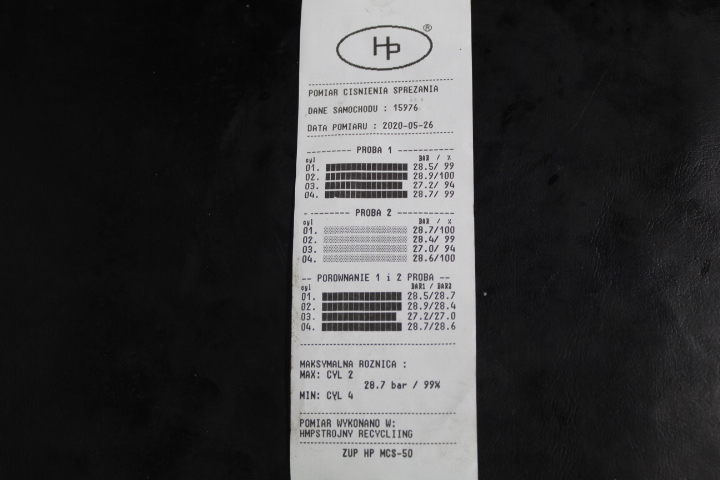 Hp ®
POMIAR CISNIENIA SPREZANIA
DANE SAMOCHODU : 15976
DATA POMIARU : 2020-05-26
PROBA 1
cyl BAR / %
01. 28.5/ 99
02. 28.9/100
03. 27.2/ 94
04. 28.7/ 99
PROBA 2
cyl BAR / %
01. 28.7/100
02. 28.4/ 99
03. 27.0/ 94
04. 28.6/100
-- POROWNANIE 1 i 2 PROBA --
cyl BAR1 / BAR2
01. 28.5/28.7
02. 28.9/28.4
03. 27.2/27.0
04. 28.7/28.6
MAKSYMALNA ROZNICA :
MAX: CYL 2
28.7 bar / 99%
MIN: CYL 4
POMIAR WYKONANO W:
HMPSTROJNY RECYCLIING
ZUP HP MCS-50